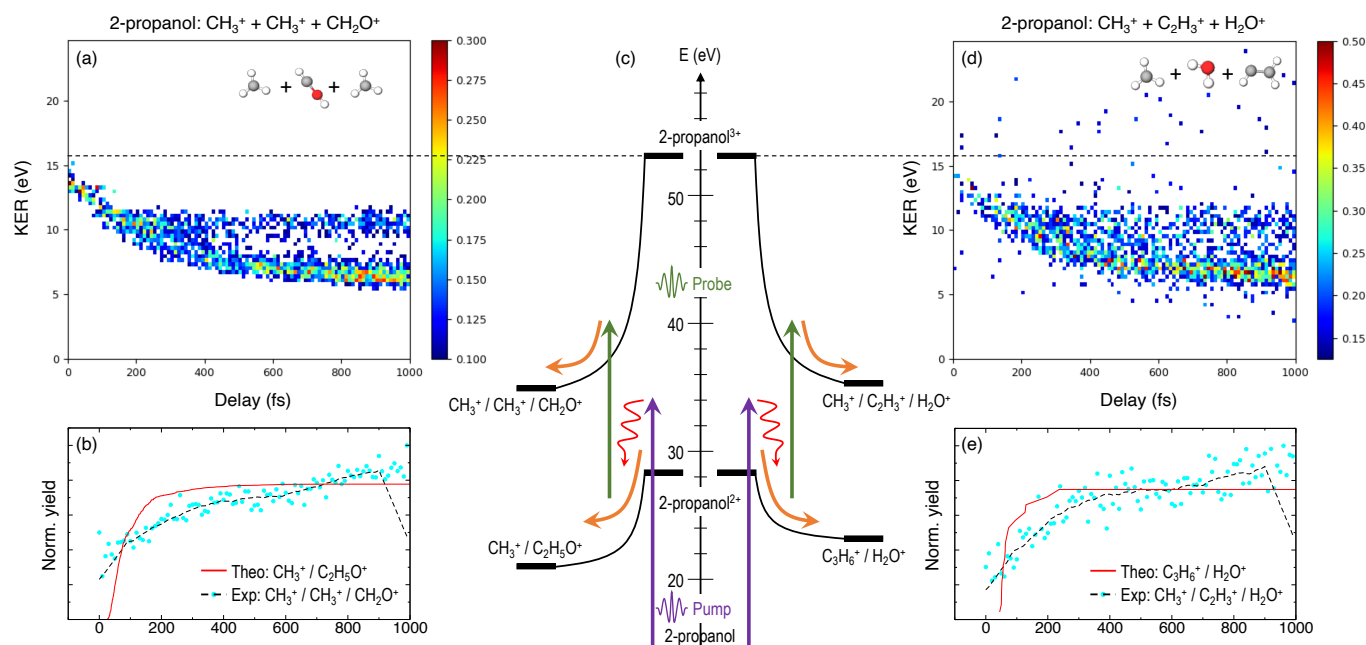 2-propanol: CH₃⁺ + CH₃⁺ + CH₂O⁺
(a)
+ +
KER (eV)
20
15
10
5
0
0 200 400 600 800 1000
Delay (fs)
0.300
0.275
0.250
0.225
0.200
0.175
0.150
0.125
0.100
(b)
Norm. yield
Theo: CH₃⁺ / C₂H₅O⁺
Exp: CH₃⁺ / CH₃⁺ / CH₂O⁺
0 200 400 600 800 1000
(c)
E (eV)
2-propanol³⁺
50
Probe
40
CH₃⁺ / CH₃⁺ / CH₂O⁺
CH₃⁺ / C₂H₃⁺ / H₂O⁺
30
2-propanol²⁺
CH₃⁺ / C₂H₅O⁺
C₃H₆⁺ / H₂O⁺
20
Pump
2-propanol
2-propanol: CH₃⁺ + C₂H₃⁺ + H₂O⁺
(d)
+ +
KER (eV)
20
15
10
5
0
0 200 400 600 800 1000
Delay (fs)
0.50
0.45
0.40
0.35
0.30
0.25
0.20
0.15
(e)
Norm. yield
Theo: C₃H₆⁺ / H₂O⁺
Exp: CH₃⁺ / C₂H₃⁺ / H₂O⁺
0 200 400 600 800 1000